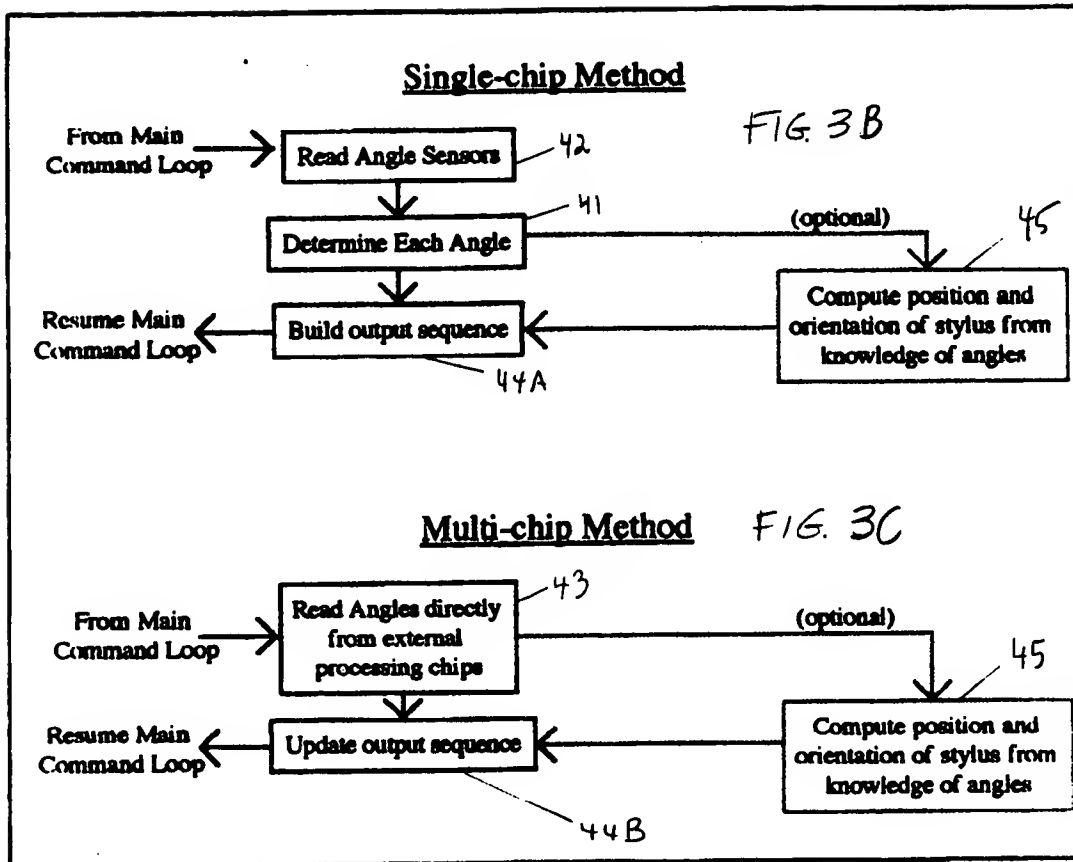 Single-chip Method
FIG. 3B
From Main
Command Loop
Read Angle Sensors
42
41
Determine Each Angle
(optional)
45
Compute position and
orientation of stylus from
knowledge of angles
Resume Main
Command Loop
Build output sequence
44A
Multi-chip Method
FIG. 3C
43
From Main
Command Loop
Read Angles directly
from external
processing chips
(optional)
45
Compute position and
orientation of stylus from
knowledge of angles
Resume Main
Command Loop
Update output sequence
44B